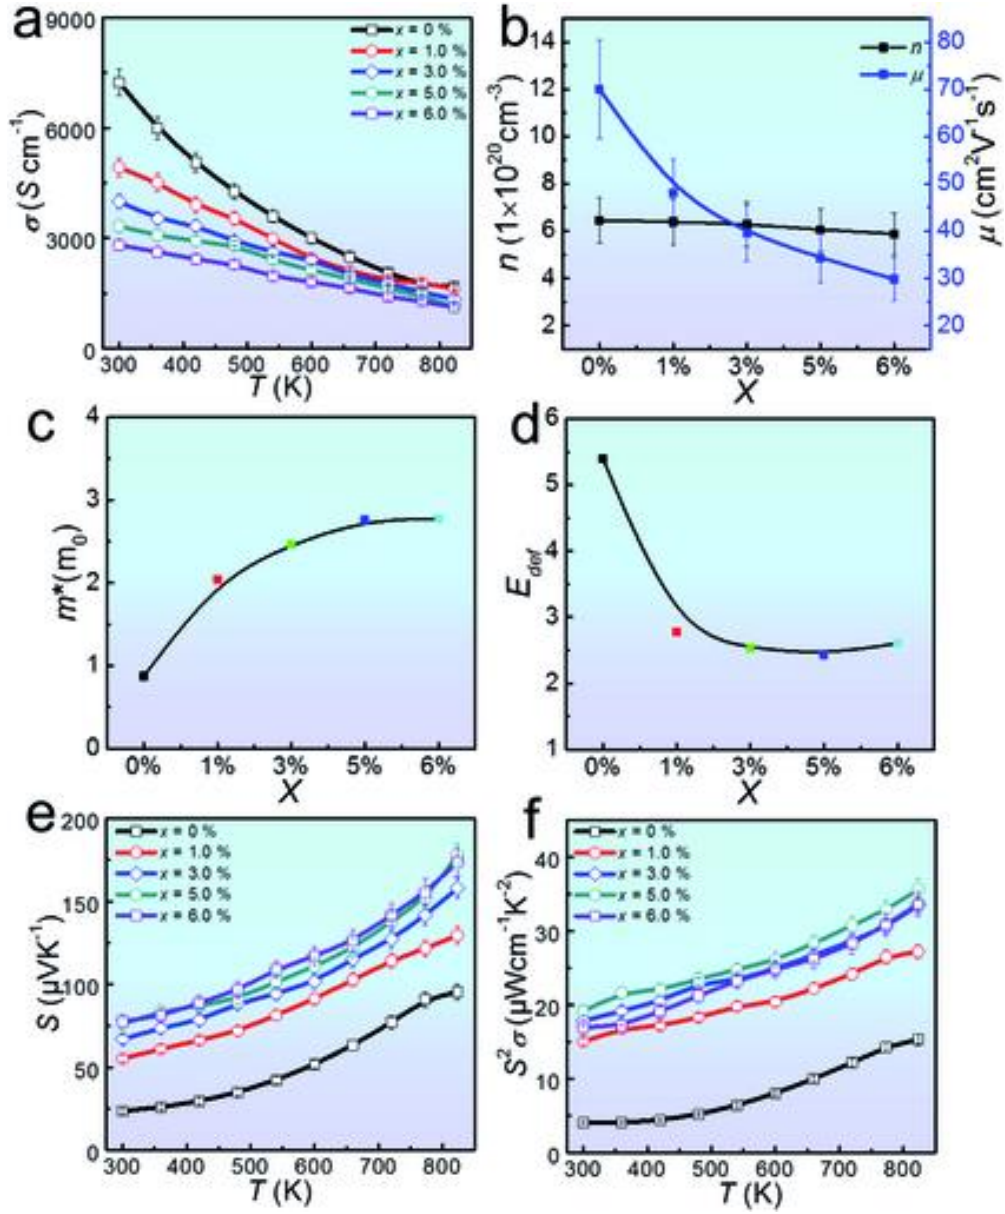 a
x = 0 %
x = 1.0 %
x = 3.0 %
x = 5.0 %
x = 6.0 %
9000
6000
3000
0
σ (S cm⁻¹)
300 400 500 600 700 800
T (K)
b
n
μ
14
12
10
8
6
4
2
n (1×10²⁰cm⁻³)
80
70
60
50
40
30
20
μ (cm²V⁻¹s⁻¹)
0% 1% 3% 5% 6%
X
c
4
3
2
1
0
m*(m₀)
0% 1% 3% 5% 6%
X
d
6
5
4
3
2
1
E_def
0% 1% 3% 5% 6%
X
e
x = 0 %
x = 1.0 %
x = 3.0 %
x = 5.0 %
x = 6.0 %
200
150
100
50
0
S (μVK⁻¹)
300 400 500 600 700 800
T (K)
f
x = 0 %
x = 1.0 %
x = 3.0 %
x = 5.0 %
x = 6.0 %
40
30
20
10
0
S²σ (μWcm⁻¹K⁻²)
300 400 500 600 700 800
T (K)